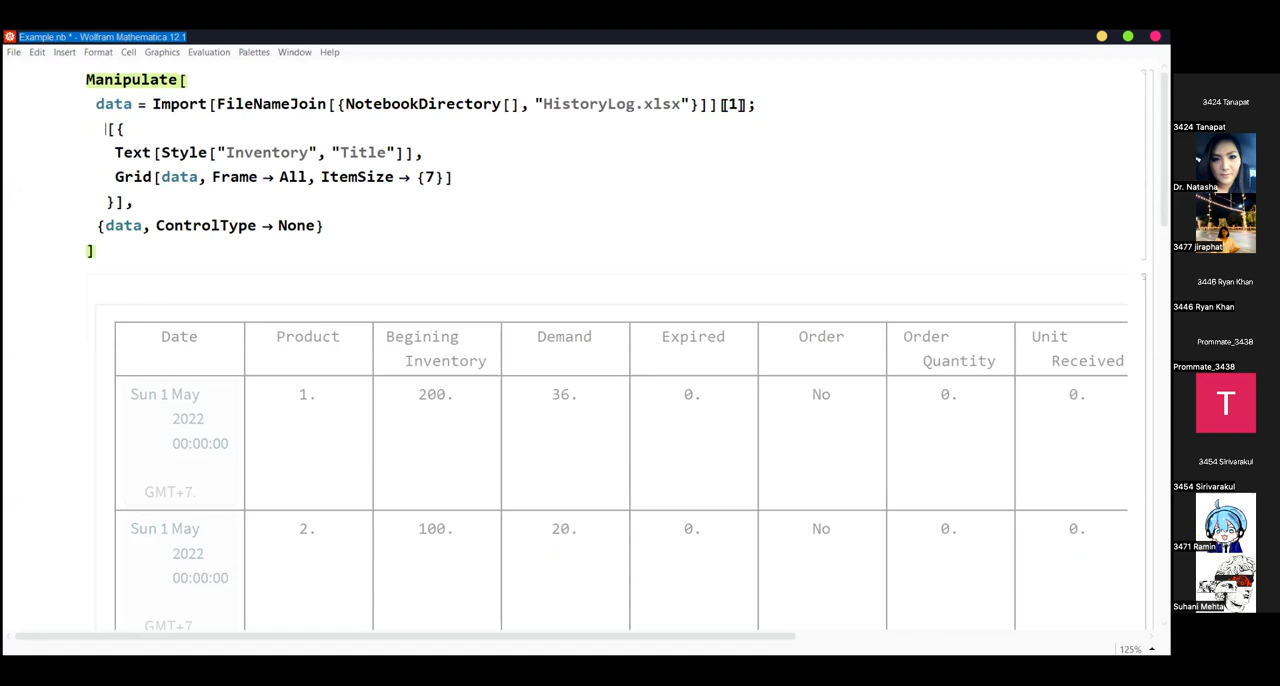 Example.nb * - Wolfram Mathematica 12.1
File Edit Insert Format Cell Graphics Evaluation Palettes Window Help
Manipulate[
data = Import[FileNameJoin[{NotebookDirectory[], "HistoryLog.xlsx"}]][[1]];
[{
Text[Style["Inventory", "Title"]],
Grid[data, Frame → All, ItemSize → {7}]
}],
{data, ControlType → None}
]
Date Product Begining Inventory Demand Expired Order Order Quantity Unit Received
Sun 1 May 2022 00:00:00 GMT+7. 1. 200. 36. 0. No 0. 0.
Sun 1 May 2022 00:00:00 GMT+7 2. 100. 20. 0. No 0. 0.
125%
3424 Tanapat
3424 Tanapat
Dr. Natasha
3477 jiraphat
3446 Ryan Khan
3446 Ryan Khan
Prommate_3438
Prommate_3438
T
3454 Sirivarakul
3454 Sirivarakul
3471 Ramin
Suhani Mehta